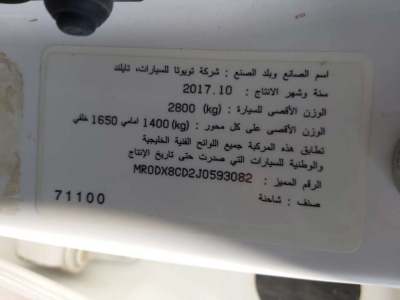 اسم الصانع وبلد الصنع : شركة تويوتا للسيارات، تايلند
سنة وشهر الانتاج : 2017.10
الوزن الأقصى للسيارة : (kg) 2800
الوزن الأقصى على كل محور : (kg) 1400 امامي 1650 خلفي
تطابق هذه المركبة جميع اللوائح الفنية الخليجية
والوطنية للسيارات التي صدرت حتى تاريخ الإنتاج
الرقم المميز : MR0DX8CD2J0593082
صنف : شاحنة
71100